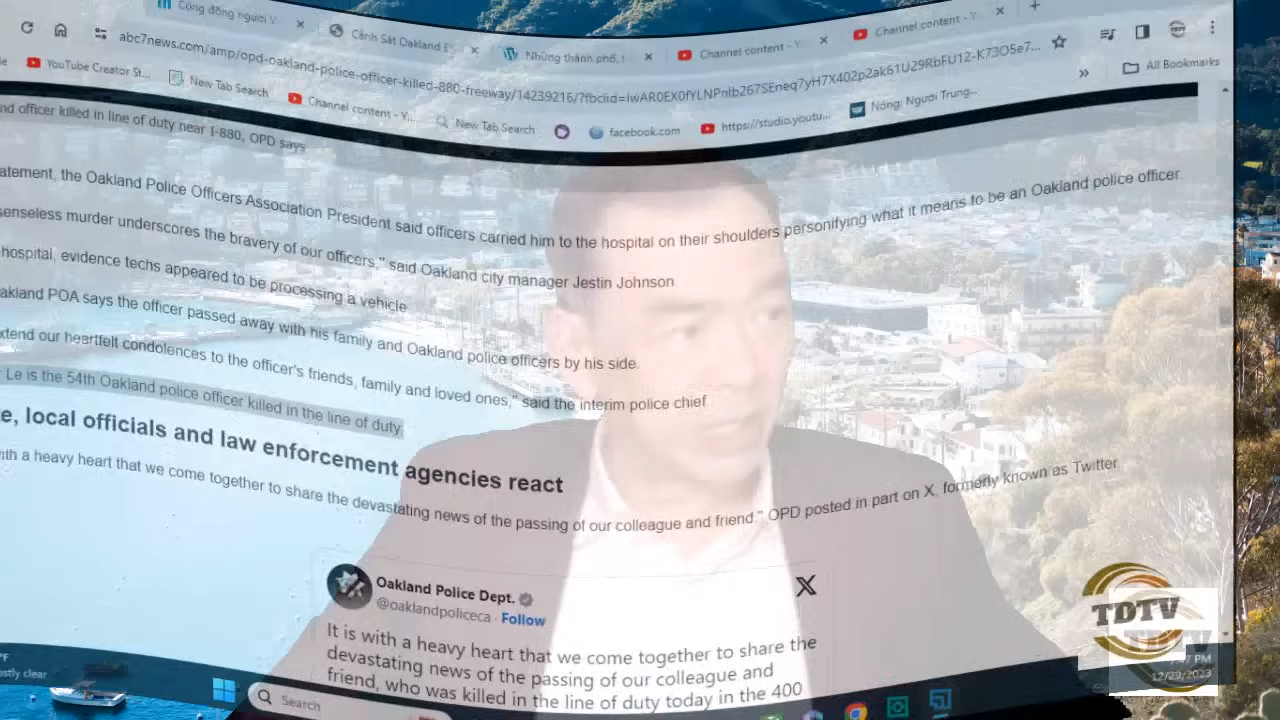 Cộng đồng người V
Cảnh Sát Oakland
Những thành phố, t
Channel content - Y
Channel content - Y
abc7news.com/amp/opd-oakland-police-officer-killed-880-freeway/14239216/?fbclid=
All Bookmarks
YouTube Creator St...
New Tab Search
Channel content - Y...
New Tab Search
facebook.com
https://studio.youtu...
Nóng: Người Trung...
nd officer killed in line of duty near I-880, OPD says
atement, the Oakland Police Officers Association President said officers carried him to the hospital on their shoulders personifying what it means to be an Oakland police officer.
senseless murder underscores the bravery of our officers," said Oakland city manager Jestin Johnson
hospital, evidence techs appeared to be processing a vehicle.
akland POA says the officer passed away with his family and Oakland police officers by his side.
xtend our heartfelt condolences to the officer's friends, family and loved ones," said the interim police chief.
Le is the 54th Oakland police officer killed in the line of duty.
e, local officials and law enforcement agencies react
ith a heavy heart that we come together to share the devastating news of the passing of our colleague and friend." OPD posted in part on X, formerly known as Twitter.
Oakland Police Dept.
@oaklandpoliceca · Follow
X
It is with a heavy heart that we come together to share the
devastating news of the passing of our colleague and
friend, who was killed in the line of duty today in the 400
TDTV
TDTV
°F
ostly clear
Search
:47 PM
12/29/2023